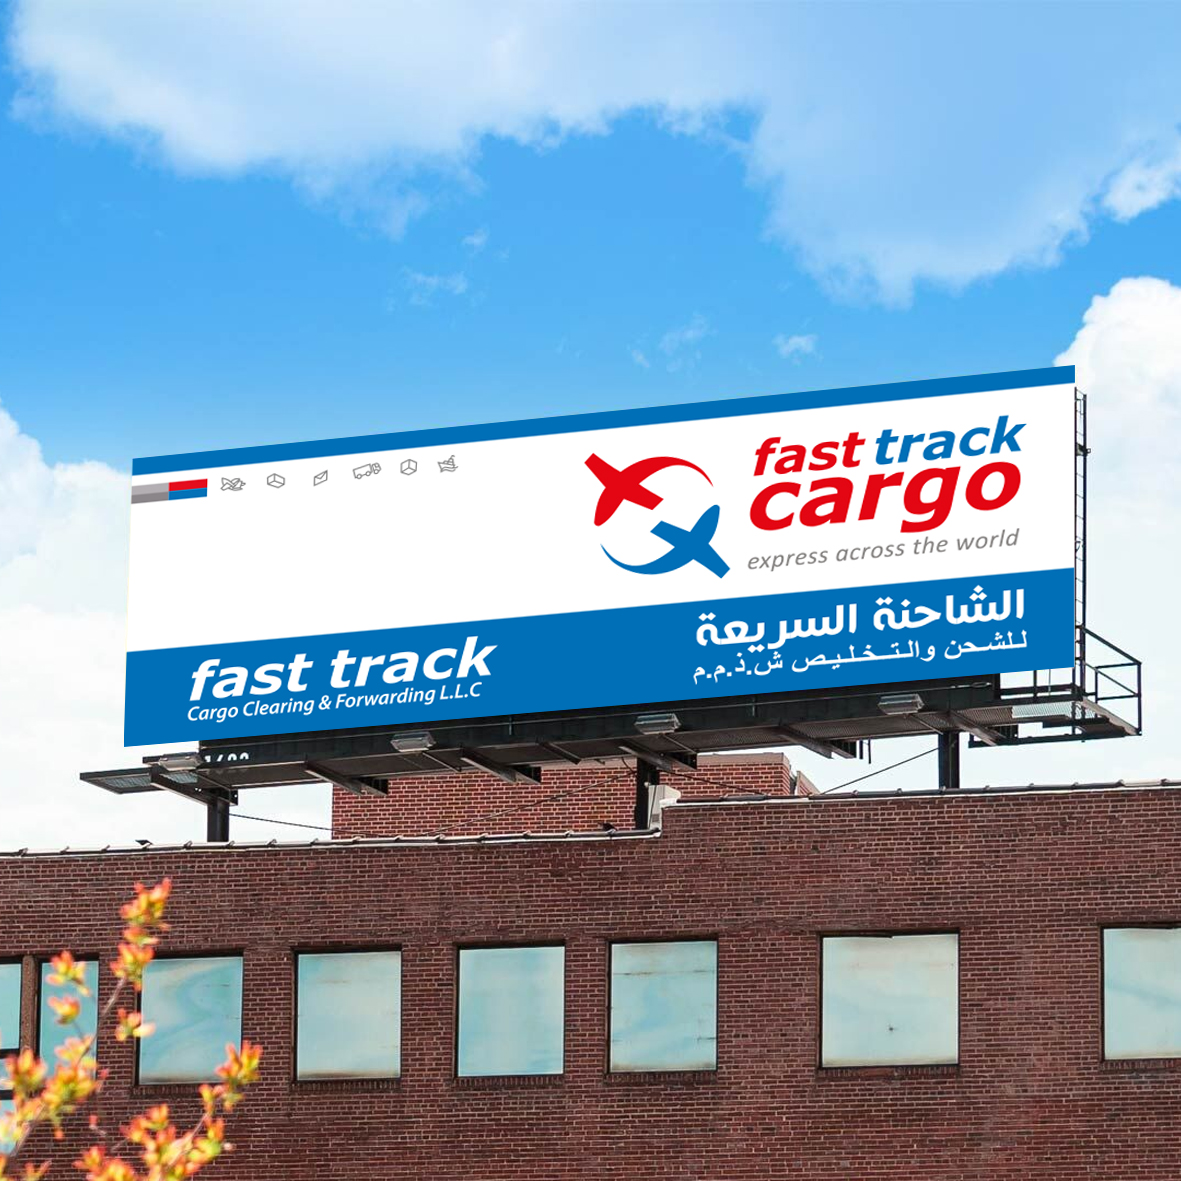 fast track
cargo
express across the world
الشاحنة السريعة
للشحن والتخليص ش.ذ.م.م
fast track
Cargo Clearing & Forwarding L.L.C